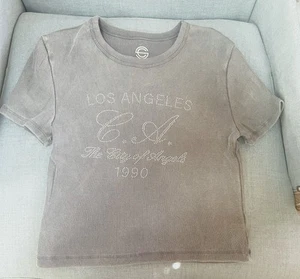 LOS ANGELES
C.A.
The City of Angels
1990